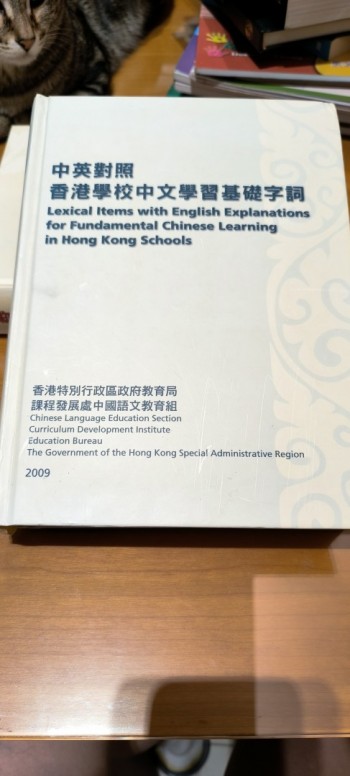 中英對照
香港學校中文學習基礎字詞
Lexical Items with English Explanations
for Fundamental Chinese Learning
in Hong Kong Schools
香港特別行政區政府教育局
課程發展處中國語文教育組
Chinese Language Education Section
Curriculum Development Institute
Education Bureau
The Government of the Hong Kong Special Administrative Region
2009